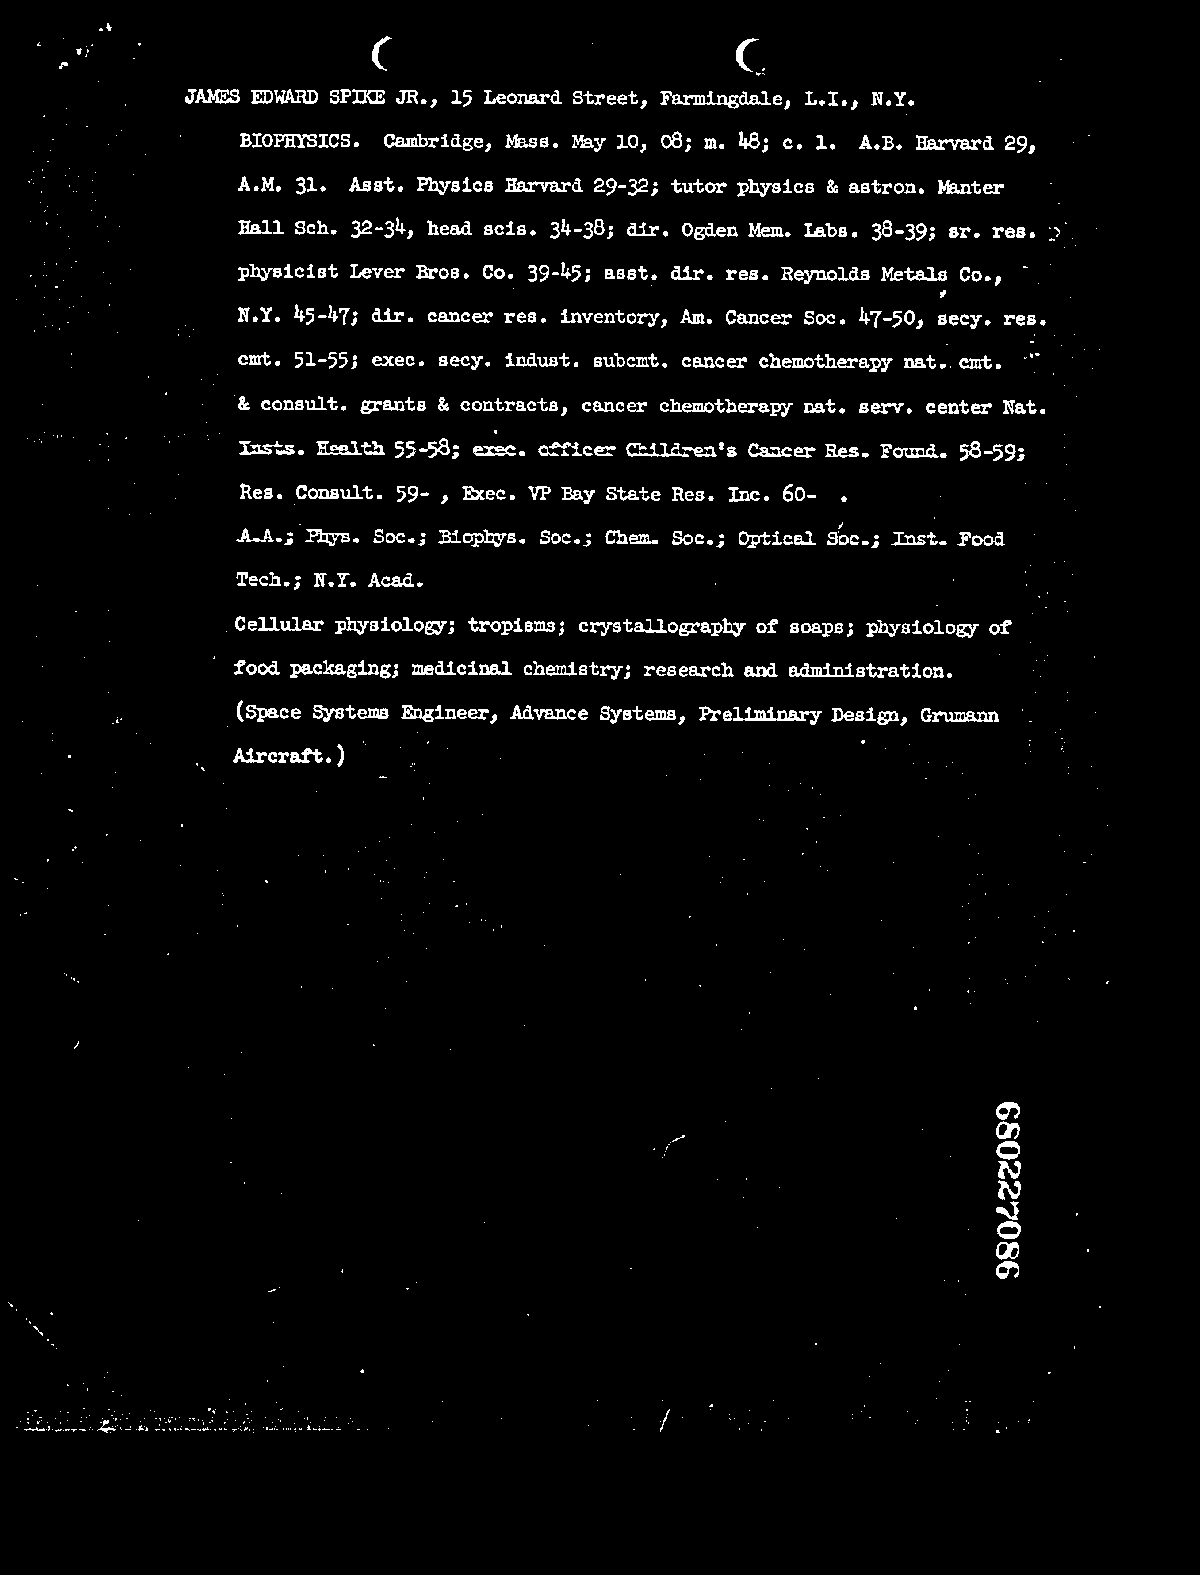 JAMES EDWARD SPIKE JR., 15 Leonard Street, Farmingdale, L.I., N.Y.
BIOPHYSICS. Cambridge, Mass. May 10, 08; m. 48; c. 1. A.B. Harvard 29,
A.M. 31. Asst. Physics Harvard 29-32; tutor physics & astron. Manter
Hall Sch. 32-34, head scis. 34-38; dir. Ogden Mem. Labs. 38-39; sr. res.
physicist Lever Bros. Co. 39-45; asst. dir. res. Reynolds Metals Co.,
N.Y. 45-47; dir. cancer res. inventory, Am. Cancer Soc. 47-50, secy. res.
cmt. 51-55; exec. secy. indust. subcmt. cancer chemotherapy nat. cmt.
& consult. grants & contracts, cancer chemotherapy nat. serv. center Nat.
Insts. Health 55-58; exec. officer Children's Cancer Res. Found. 58-59;
Res. Consult. 59- , Exec. VP Bay State Res. Inc. 60- .
A.A.; Phys. Soc.; Biophys. Soc.; Chem. Soc.; Optical Soc.; Inst. Food
Tech.; N.Y. Acad.
Cellular physiology; tropisms; crystallography of soaps; physiology of
food packaging; medicinal chemistry; research and administration.
(Space Systems Engineer, Advance Systems, Preliminary Design, Grumann
Aircraft.)
680227086